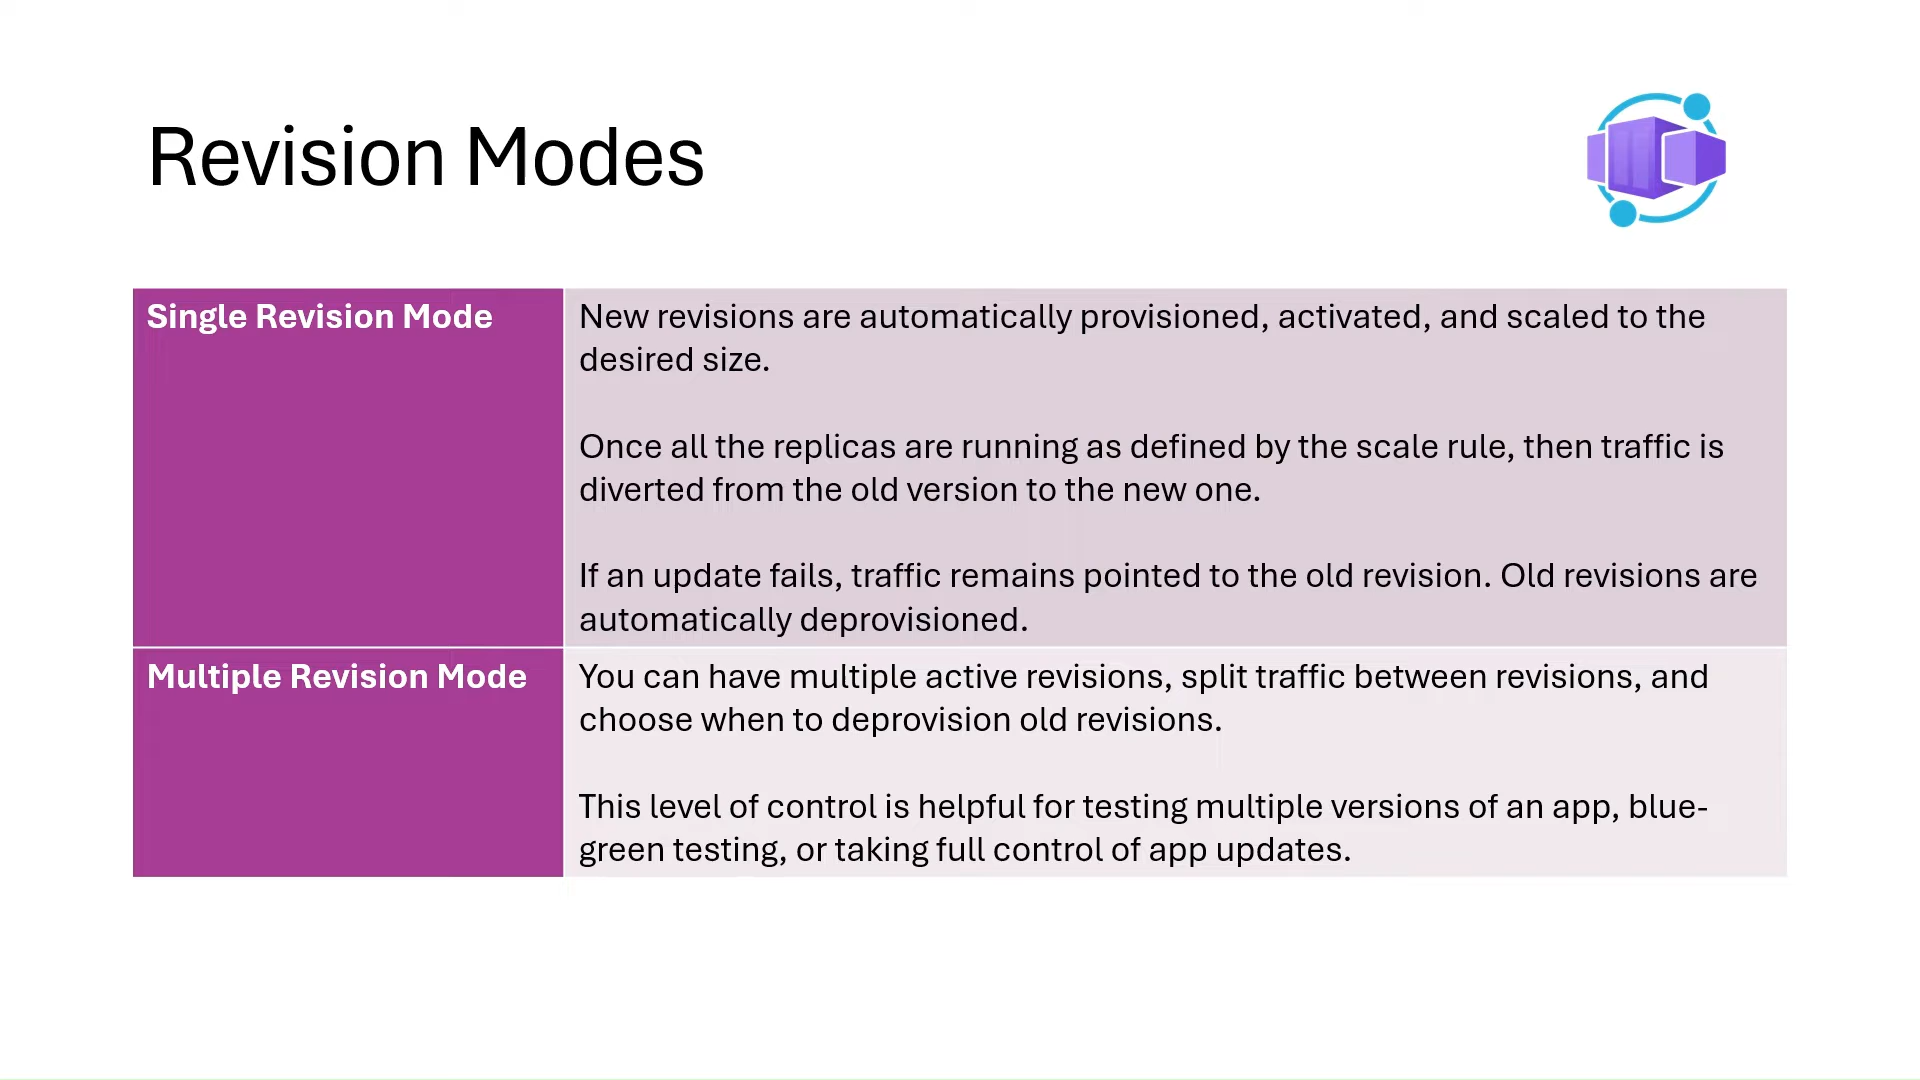 Revision Modes
Single Revision Mode
New revisions are automatically provisioned, activated, and scaled to the
desired size.
Once all the replicas are running as defined by the scale rule, then traffic is
diverted from the old version to the new one.
If an update fails, traffic remains pointed to the old revision. Old revisions are
automatically deprovisioned.
Multiple Revision Mode
You can have multiple active revisions, split traffic between revisions, and
choose when to deprovision old revisions.
This level of control is helpful for testing multiple versions of an app, blue-
green testing, or taking full control of app updates.